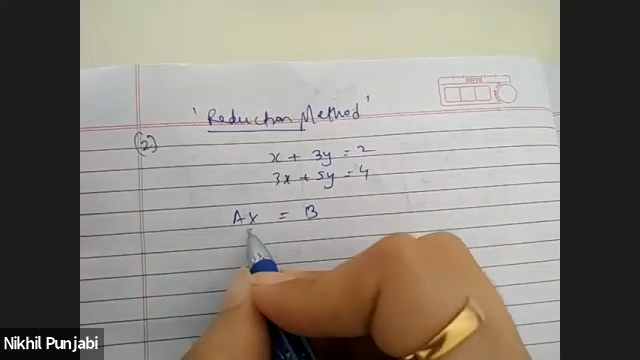 'Reduction Method'
(2)
x + 3y = 2
3x + 5y = 4
AX = B
Nikhil Punjabi